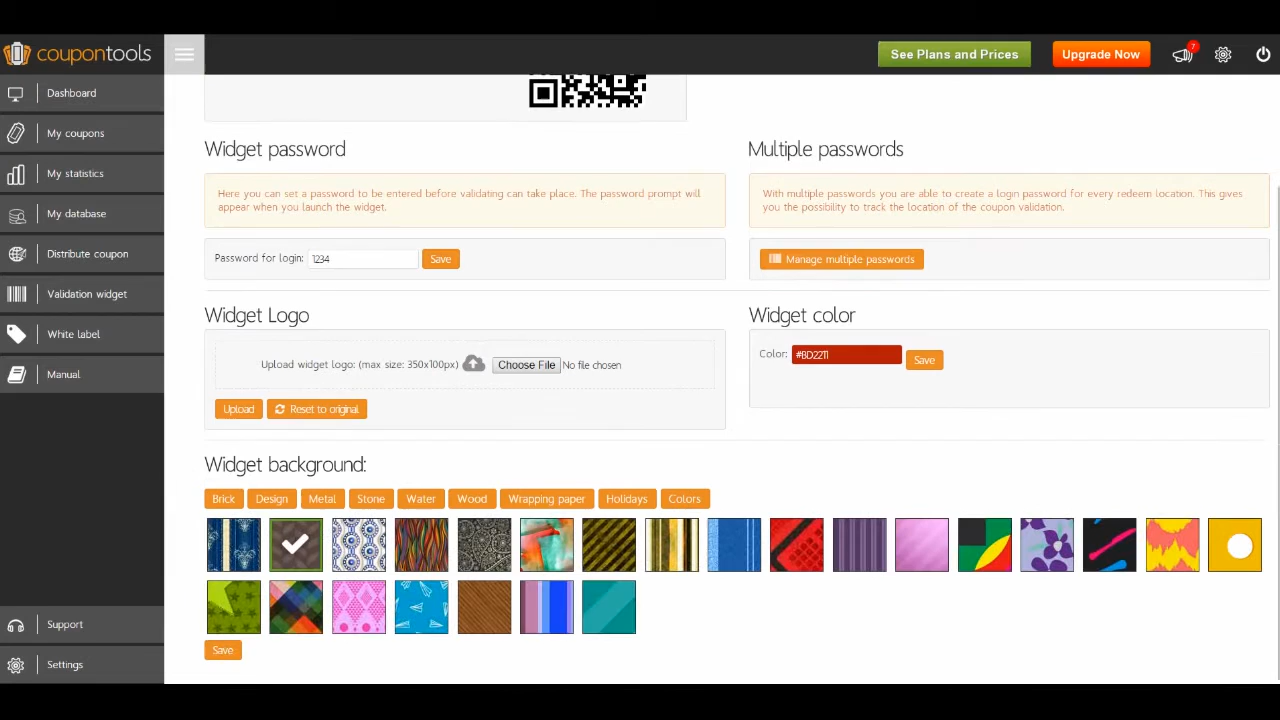 coupontools
See Plans and Prices
Upgrade Now
7
Dashboard
My coupons
My statistics
My database
Distribute coupon
Validation widget
White label
Manual
Support
Settings
Widget password
Here you can set a password to be entered before validating can take place. The password prompt will
appear when you launch the widget.
Password for login: 1234 Save
Multiple passwords
With multiple passwords you are able to create a login password for every redeem location. This gives
you the possibility to track the location of the coupon validation.
Manage multiple passwords
Widget Logo
Upload widget logo: (max size: 350x100px) Choose File No file chosen
Upload Reset to original
Widget color
Color: #BD2211 Save
Widget background:
Brick Design Metal Stone Water Wood Wrapping paper Holidays Colors
Save